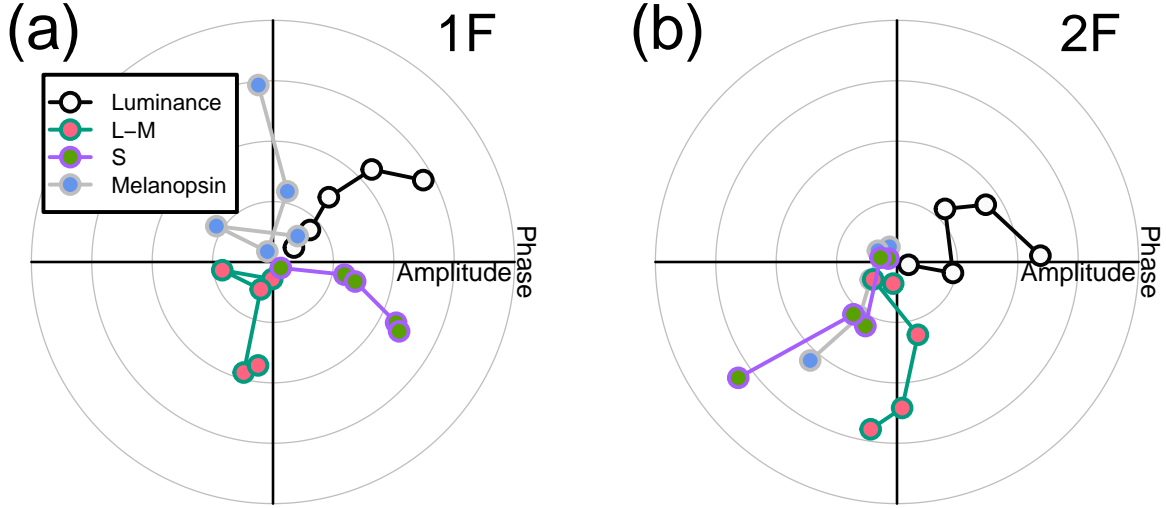 (a)
1F
Luminance
L−M
S
Melanopsin
Amplitude
Phase
(b)
2F
Amplitude
Phase